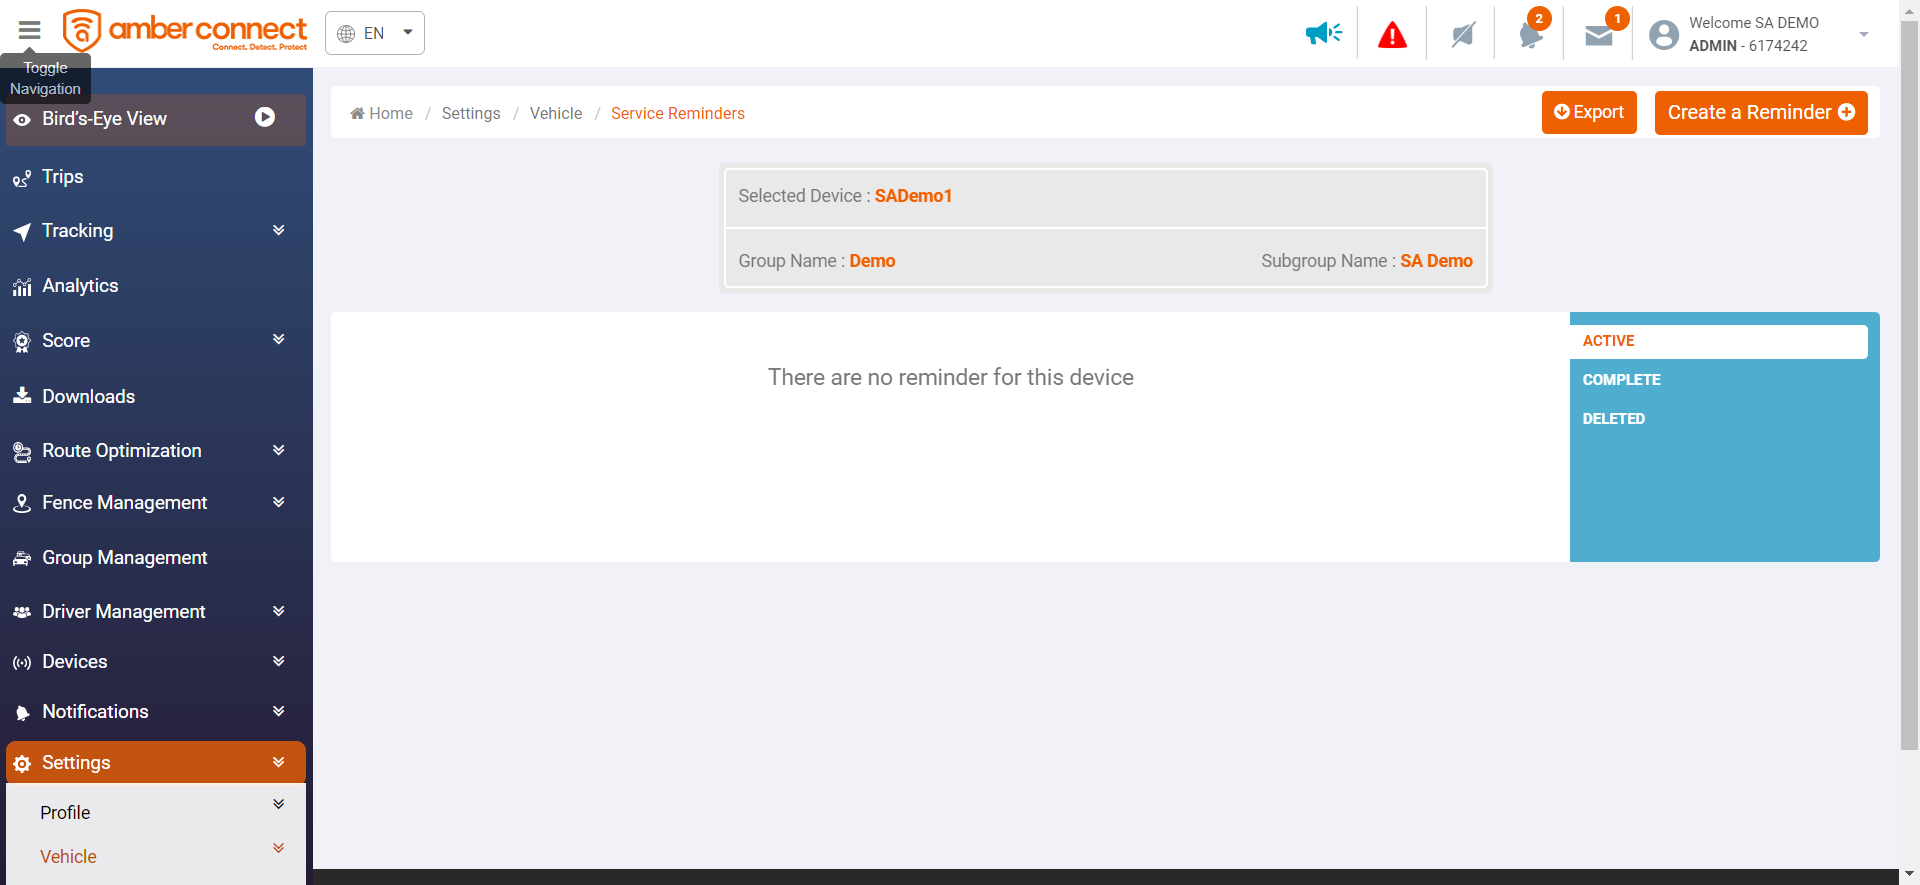 amber connect
Connect. Detect. Protect
EN
2
1
Welcome SA DEMO
ADMIN - 6174242
Toggle
Navigation
Bird's-Eye View
Trips
Tracking
Analytics
Score
Downloads
Route Optimization
Fence Management
Group Management
Driver Management
Devices
Notifications
Settings
Profile
Vehicle
Home / Settings / Vehicle / Service Reminders
Export
Create a Reminder
Selected Device : SADemo1
Group Name : Demo
Subgroup Name : SA Demo
There are no reminder for this device
ACTIVE
COMPLETE
DELETED